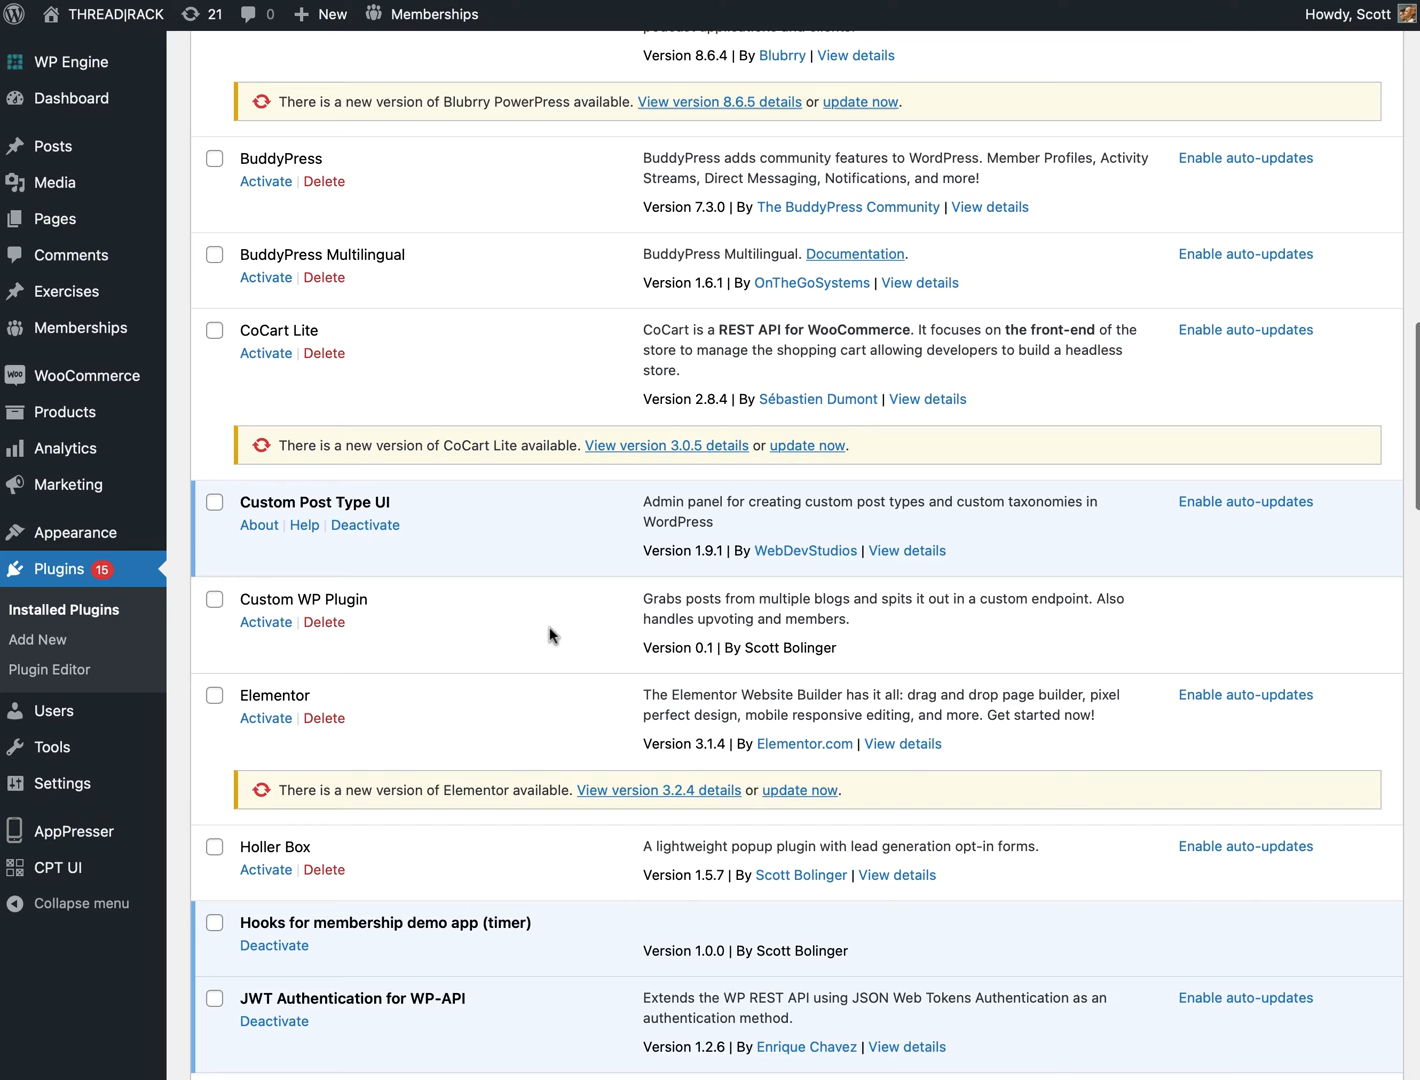 THREAD|RACK 21 0 New Memberships Howdy, Scott
WP Engine
Dashboard
Posts
Media
Pages
Comments
Exercises
Memberships
Woo WooCommerce
Products
Analytics
Marketing
Appearance
Plugins 15
Installed Plugins
Add New
Plugin Editor
Users
Tools
Settings
AppPresser
CPT UI
Collapse menu
Version 8.6.4 | By Blubrry | View details
There is a new version of Blubrry PowerPress available. View version 8.6.5 details or update now.
BuddyPress
Activate | Delete
BuddyPress adds community features to WordPress. Member Profiles, Activity
Streams, Direct Messaging, Notifications, and more!
Version 7.3.0 | By The BuddyPress Community | View details
Enable auto-updates
BuddyPress Multilingual
Activate | Delete
BuddyPress Multilingual. Documentation.
Version 1.6.1 | By OnTheGoSystems | View details
Enable auto-updates
CoCart Lite
Activate | Delete
CoCart is a REST API for WooCommerce. It focuses on the front-end of the
store to manage the shopping cart allowing developers to build a headless
store.
Version 2.8.4 | By Sébastien Dumont | View details
Enable auto-updates
There is a new version of CoCart Lite available. View version 3.0.5 details or update now.
Custom Post Type UI
About | Help | Deactivate
Admin panel for creating custom post types and custom taxonomies in
WordPress
Version 1.9.1 | By WebDevStudios | View details
Enable auto-updates
Custom WP Plugin
Activate | Delete
Grabs posts from multiple blogs and spits it out in a custom endpoint. Also
handles upvoting and members.
Version 0.1 | By Scott Bolinger
Elementor
Activate | Delete
The Elementor Website Builder has it all: drag and drop page builder, pixel
perfect design, mobile responsive editing, and more. Get started now!
Version 3.1.4 | By Elementor.com | View details
Enable auto-updates
There is a new version of Elementor available. View version 3.2.4 details or update now.
Holler Box
Activate | Delete
A lightweight popup plugin with lead generation opt-in forms.
Version 1.5.7 | By Scott Bolinger | View details
Enable auto-updates
Hooks for membership demo app (timer)
Deactivate
Version 1.0.0 | By Scott Bolinger
JWT Authentication for WP-API
Deactivate
Extends the WP REST API using JSON Web Tokens Authentication as an
authentication method.
Version 1.2.6 | By Enrique Chavez | View details
Enable auto-updates